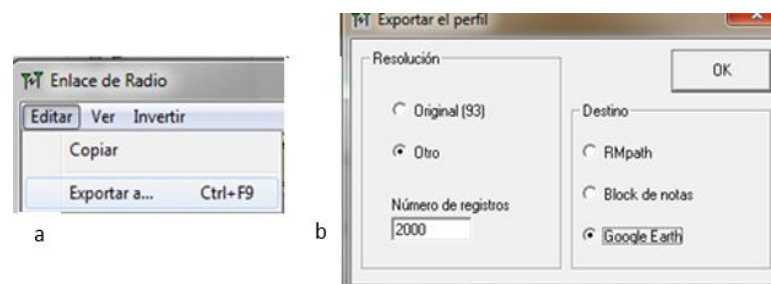 Enlace de Radio
Editar Ver Invertir
Copiar
Exportar a... Ctrl+F9
a
b
Exportar el perfil
Resolución
Original (93)
Otro
Número de registros
2000
OK
Destino
RMpath
Block de notas
Google Earth